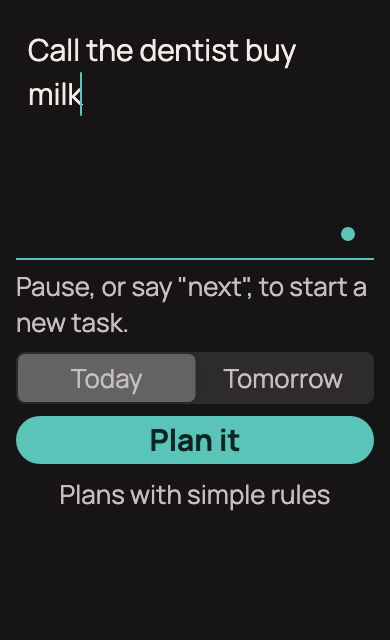 Call the dentist buy
milk
Pause, or say "next", to start a
new task.
Today
Tomorrow
Plan it
Plans with simple rules